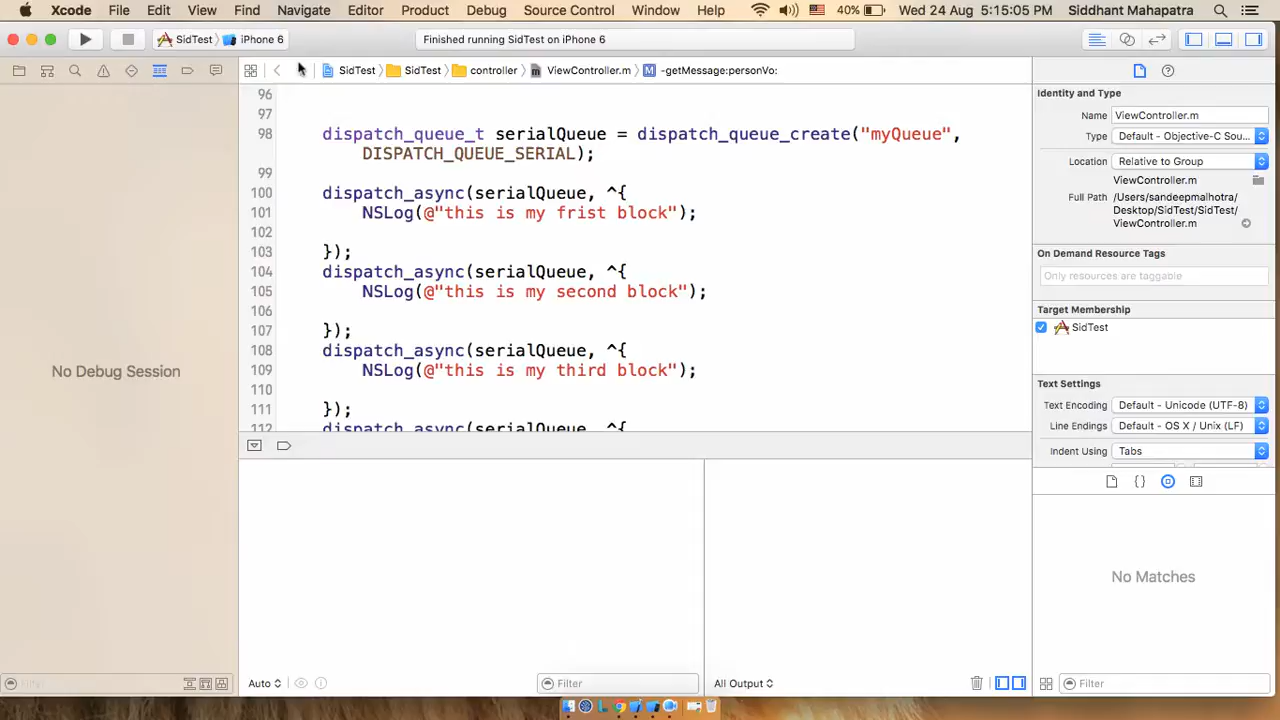 Xcode File Edit View Find Navigate Editor Product Debug Source Control Window Help 40% Wed 24 Aug 5:15:05 PM Siddhant Mahapatra
SidTest iPhone 6 Finished running SidTest on iPhone 6
SidTest SidTest controller ViewController.m -getMessage:personVo:
96
97
98 dispatch_queue_t serialQueue = dispatch_queue_create("myQueue",
DISPATCH_QUEUE_SERIAL);
99
100 dispatch_async(serialQueue, ^{
101 NSLog(@"this is my frist block");
102
103 });
104 dispatch_async(serialQueue, ^{
105 NSLog(@"this is my second block");
106
107 });
108 dispatch_async(serialQueue, ^{
109 NSLog(@"this is my third block");
110
111 });
112 dispatch_async(serialQueue, ^{
No Debug Session
Auto
Filter
All Output
Identity and Type
Name ViewController.m
Type Default - Objective-C Sou...
Location Relative to Group
ViewController.m
Full Path /Users/sandeepmalhotra/
Desktop/SidTest/SidTest/
ViewController.m
On Demand Resource Tags
Only resources are taggable
Target Membership
SidTest
Text Settings
Text Encoding Default - Unicode (UTF-8)
Line Endings Default - OS X / Unix (LF)
Indent Using Tabs
No Matches
Filter